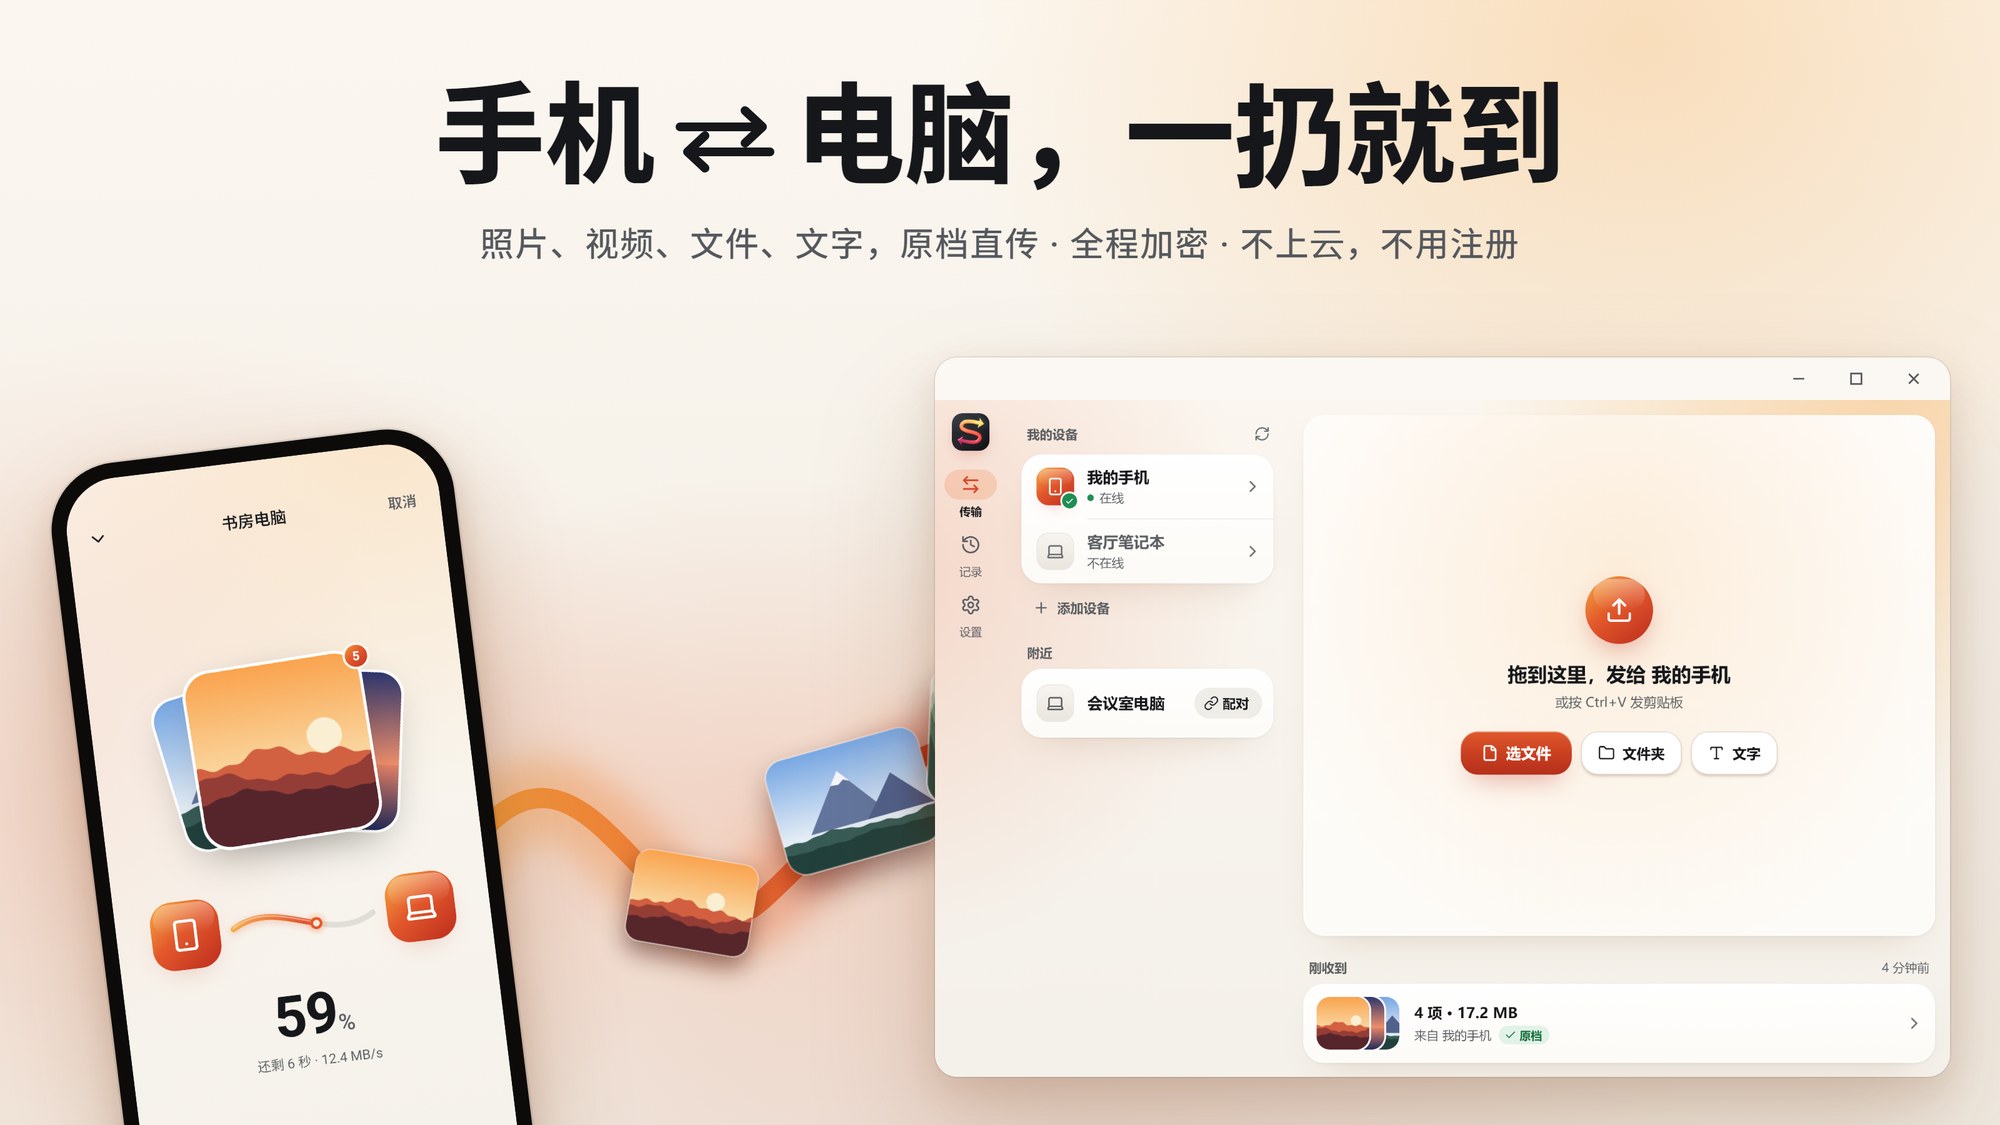 手机 ⇄ 电脑，一扔就到
照片、视频、文件、文字，原档直传 · 全程加密 · 不上云，不用注册
书房电脑
取消
5
59%
还剩 6 秒 · 12.4 MB/s
传输
记录
设置
我的设备
我的手机
在线
客厅笔记本
不在线
添加设备
附近
会议室电脑
配对
拖到这里，发给 我的手机
或按 Ctrl+V 发剪贴板
选文件
文件夹
文字
刚收到
4 分钟前
4 项 • 17.2 MB
来自 我的手机
原档